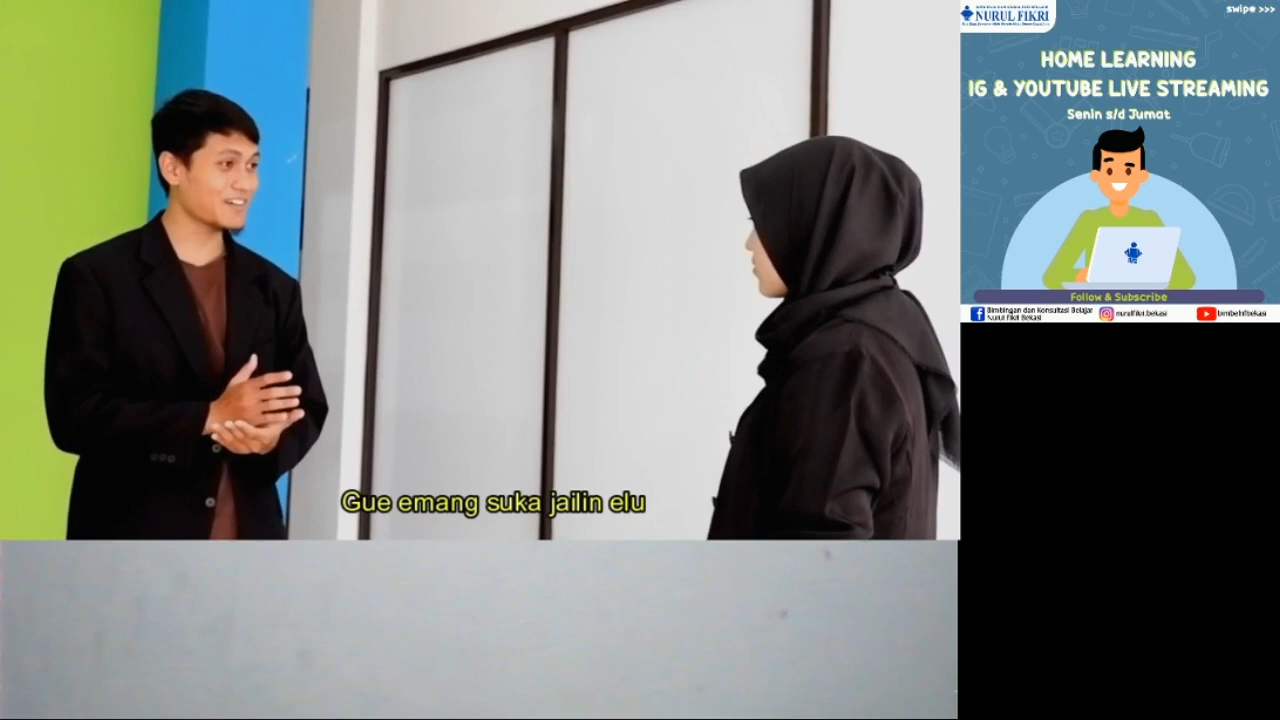 Gue emang suka jailin elu
NURUL FIKRI
swipe >>>
HOME LEARNING
IG & YOUTUBE LIVE STREAMING
Senin s/d Jumat
Follow & Subscribe
Bimbingan dan Konsultasi Belajar
Nurul Fikri Bekasi
nurulfikri.bekasi
bimbelnfbekasi